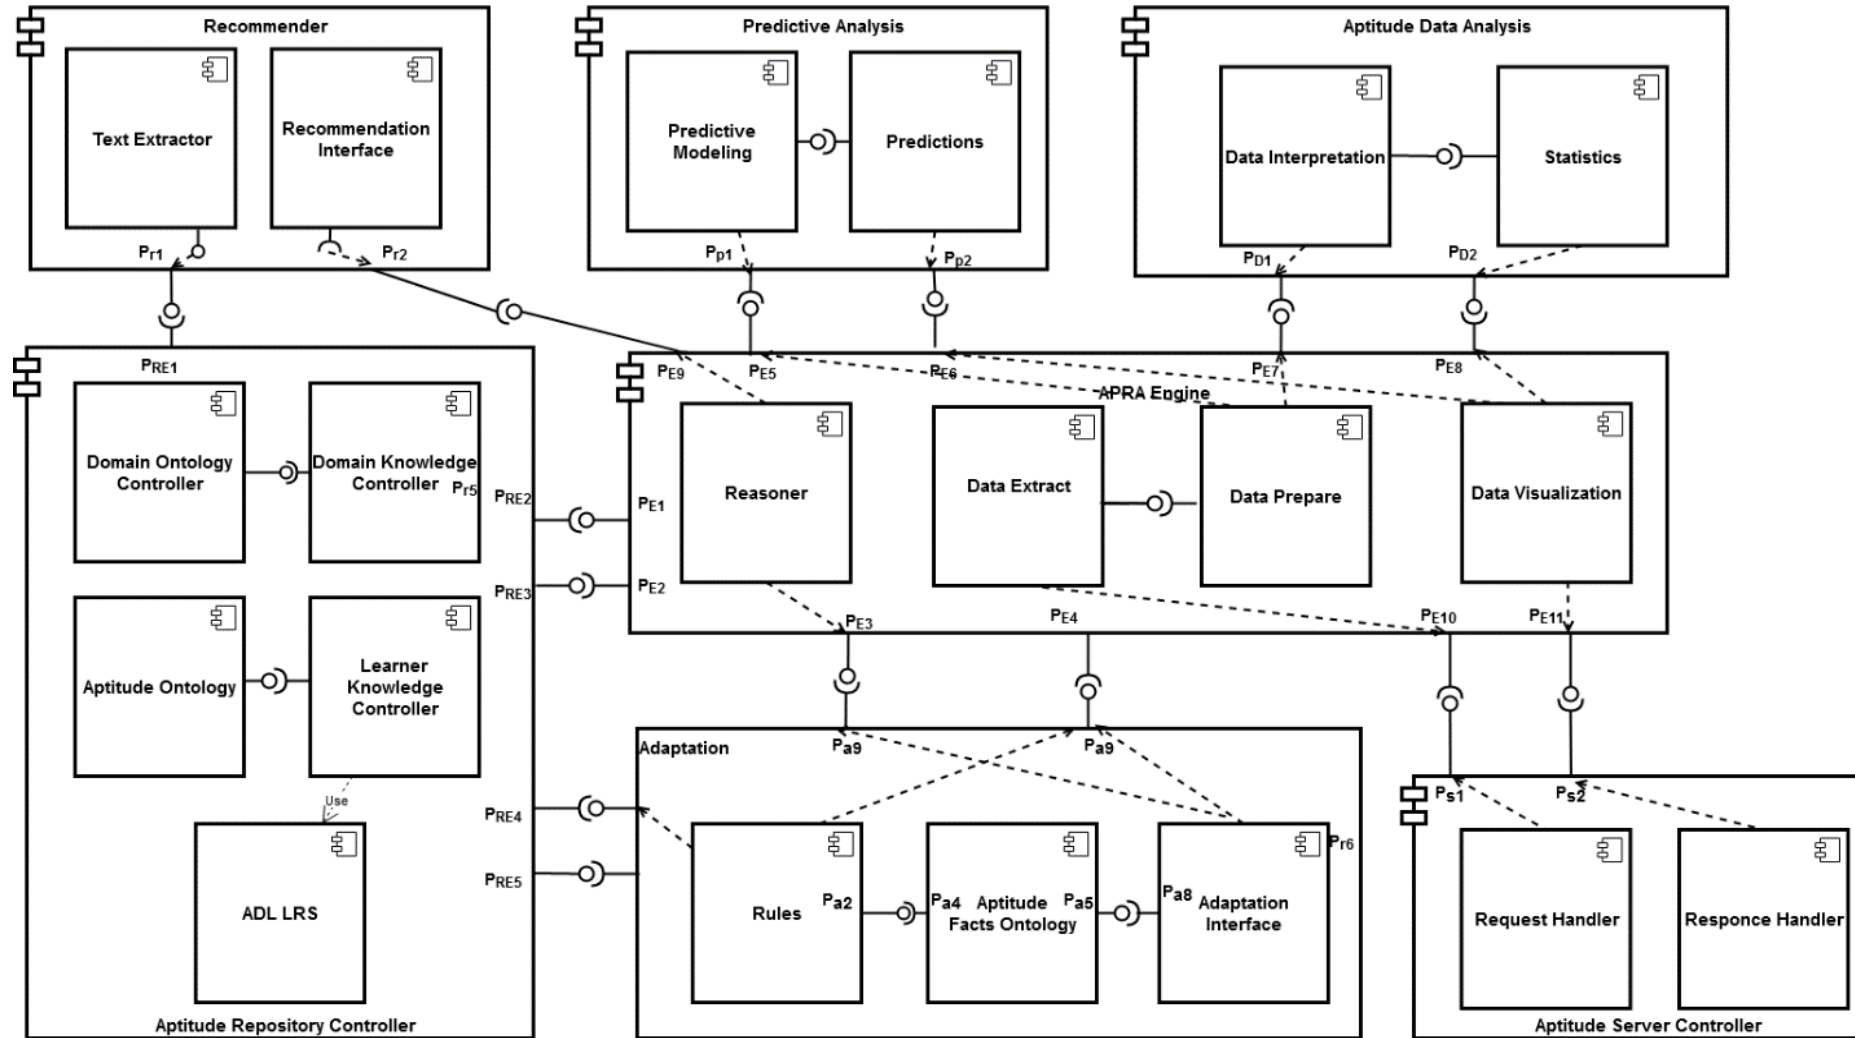 Recommender
Text Extractor
Recommendation
Interface
Pr1
Pr2
Predictive Analysis
Predictive
Modeling
Predictions
Pp1
Pp2
Aptitude Data Analysis
Data Interpretation
Statistics
PD1
PD2
PRE1
Domain Ontology
Controller
Domain Knowledge
Controller
Pr5
PRE2
PRE3
Aptitude Ontology
Learner
Knowledge
Controller
Use
ADL LRS
PRE4
PRE5
Aptitude Repository Controller
PE9
PE5
PE6
PE7
PE8
APRA Engine
PE1
PE2
Reasoner
Data Extract
Data Prepare
Data Visualization
PE3
PE4
PE10
PE11
Adaptation
Pa9
Pa9
Rules
Pa2
Pa4
Aptitude
Facts Ontology
Pa5
Pa8
Adaptation
Interface
Pr6
Ps1
Ps2
Request Handler
Responce Handler
Aptitude Server Controller